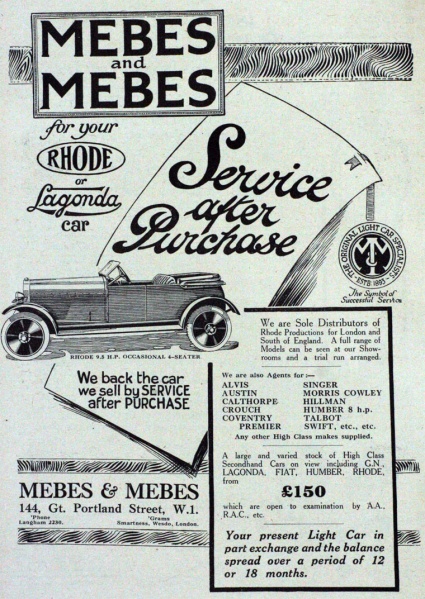 MEBES
and
MEBES
for your
RHODE
or
Lagonda
car
Service
after
Purchase
THE ORIGINAL LIGHT CAR SPECIALISTS
ESTD. 1893
The Symbol of
Successful Service
RHODE 9.5 H.P. OCCASIONAL 4-SEATER
We back the car
we sell by SERVICE
after PURCHASE
MEBES & MEBES
144, Gt. Portland Street, W.1.
'Phone
Langham 2230.
'Grams
Smartness, Wesdo, London.
We are Sole Distributors of
Rhode Productions for London and
South of England. A full range of
Models can be seen at our Show-
rooms and a trial run arranged.
We are also Agents for :—
ALVIS SINGER
AUSTIN MORRIS COWLEY
CALTHORPE HILLMAN
CROUCH HUMBER 8 h.p.
COVENTRY TALBOT
PREMIER SWIFT, etc., etc.
Any other High Class makes supplied.
A large and varied stock of High Class
Secondhand Cars on view including G.N.,
LAGONDA, FIAT, HUMBER, RHODE,
from
£150
which are open to examination by A.A.,
R.A.C., etc.
Your present Light Car in
part exchange and the balance
spread over a period of 12
or 18 months.